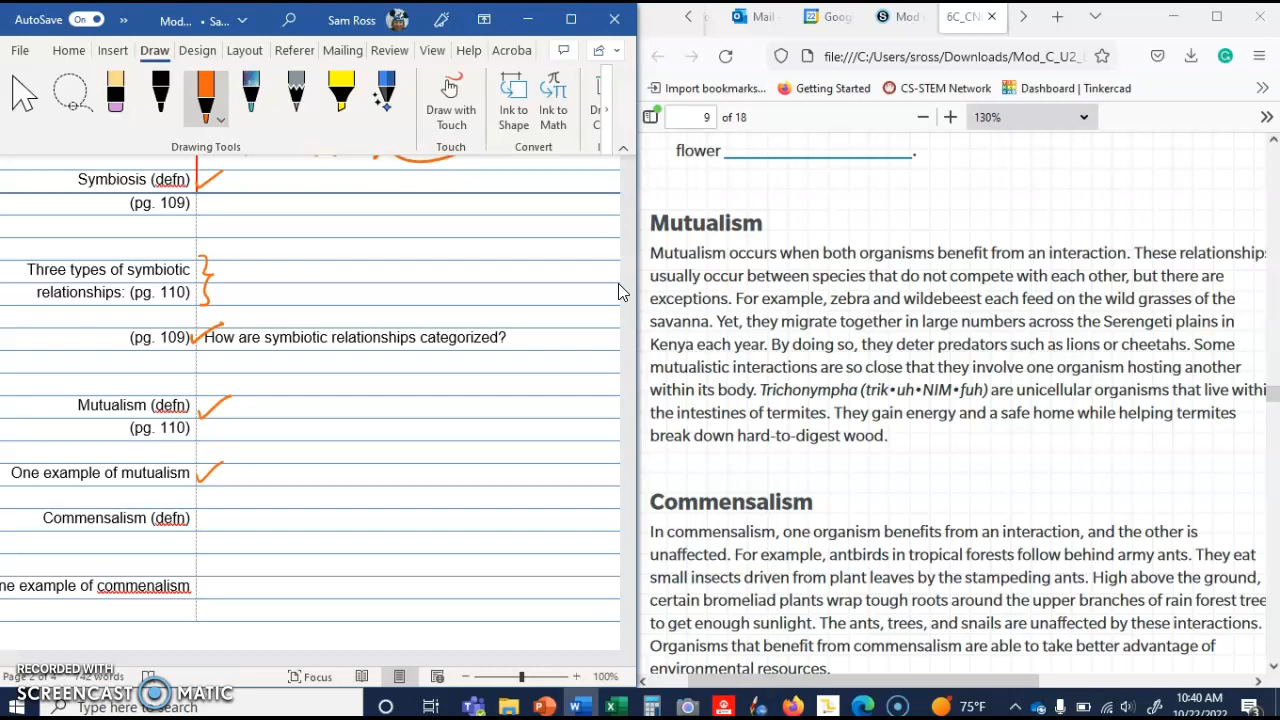 AutoSave On Mod... Sa... Sam Ross
File Home Insert Draw Design Layout Referer Mailing Review View Help Acroba
Draw with Touch
Ink to Shape
Ink to Math
Touch Convert
Drawing Tools
Symbiosis (defn)
(pg. 109)
Three types of symbiotic
relationships: (pg. 110)
(pg. 109) How are symbiotic relationships categorized?
Mutualism (defn)
(pg. 110)
One example of mutualism
Commensalism (defn)
ne example of commenalism
Page 2 of 4 742 words Focus 100%
RECORDED WITH
SCREENCAST MATIC
Type here to search
Mail Goog Mod 6C_CN
file:///C:/Users/sross/Downloads/Mod_C_U2_
Import bookmarks... Getting Started CS-STEM Network Dashboard | Tinkercad
9 of 18 130%
flower ______________________.
Mutualism
Mutualism occurs when both organisms benefit from an interaction. These relationship
usually occur between species that do not compete with each other, but there are
exceptions. For example, zebra and wildebeest each feed on the wild grasses of the
savanna. Yet, they migrate together in large numbers across the Serengeti plains in
Kenya each year. By doing so, they deter predators such as lions or cheetahs. Some
mutualistic interactions are so close that they involve one organism hosting another
within its body. Trichonympha (trik•uh•NIM•fuh) are unicellular organisms that live withi
the intestines of termites. They gain energy and a safe home while helping termites
break down hard-to-digest wood.
Commensalism
In commensalism, one organism benefits from an interaction, and the other is
unaffected. For example, antbirds in tropical forests follow behind army ants. They eat
small insects driven from plant leaves by the stampeding ants. High above the ground,
certain bromeliad plants wrap tough roots around the upper branches of rain forest tree
to get enough sunlight. The ants, trees, and snails are unaffected by these interactions.
Organisms that benefit from commensalism are able to take better advantage of
environmental resources.
75°F
10:40 AM
10/22/2022